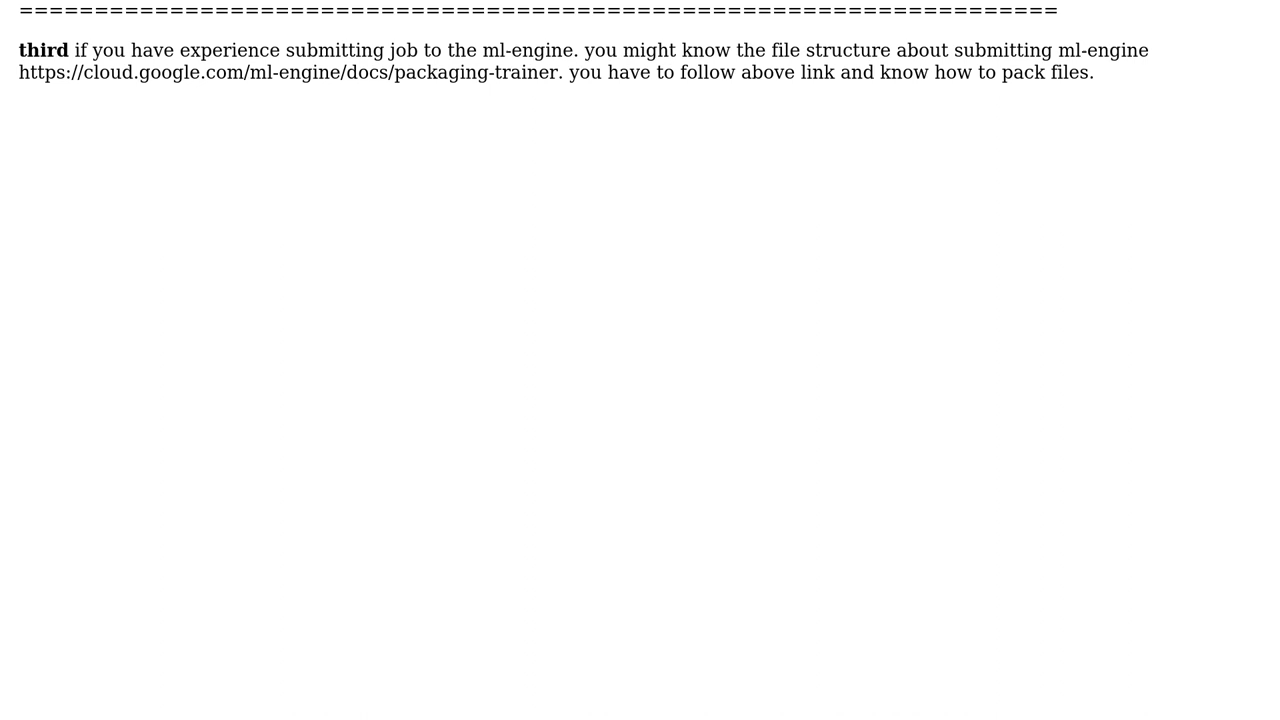 =====================================================================
third if you have experience submitting job to the ml-engine. you might know the file structure about submitting ml-engine
https://cloud.google.com/ml-engine/docs/packaging-trainer. you have to follow above link and know how to pack files.